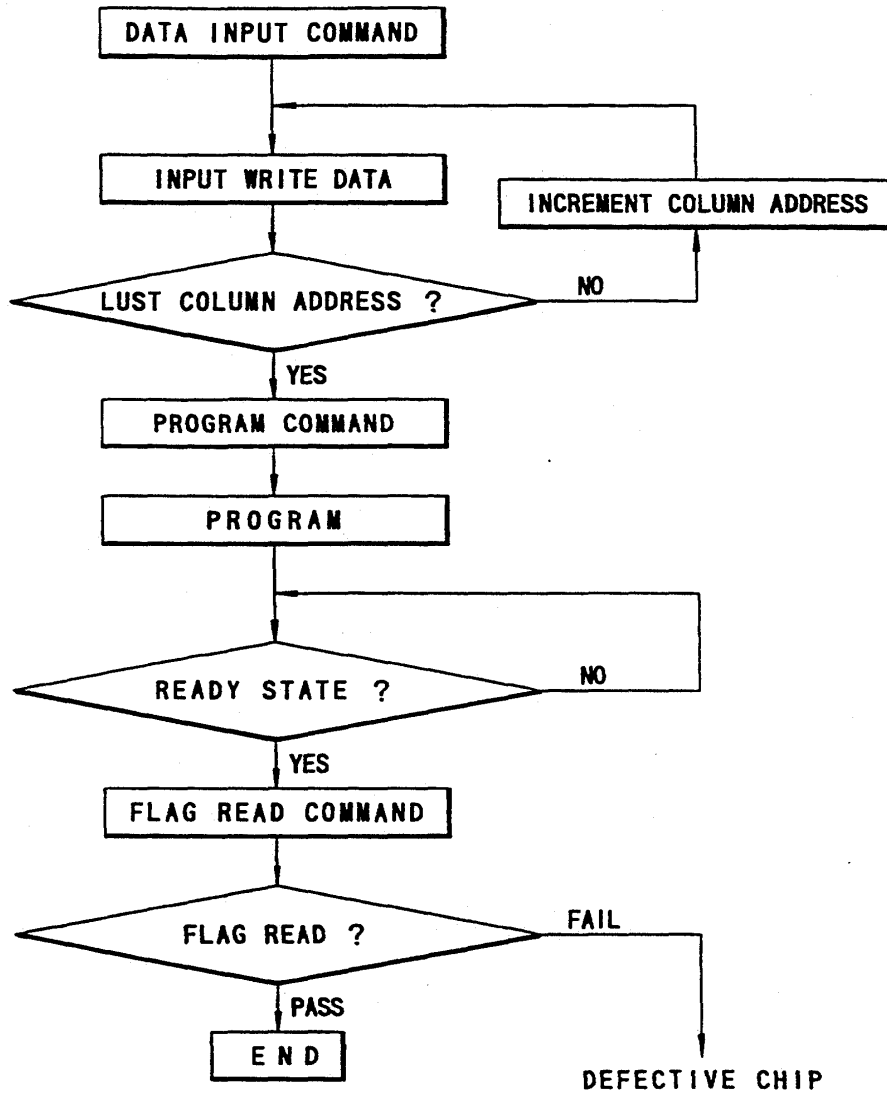 DATA INPUT COMMAND
INPUT WRITE DATA
INCREMENT COLUMN ADDRESS
LUST COLUMN ADDRESS ?
NO
YES
PROGRAM COMMAND
PROGRAM
READY STATE ?
NO
YES
FLAG READ COMMAND
FLAG READ ?
FAIL
PASS
END
DEFECTIVE CHIP